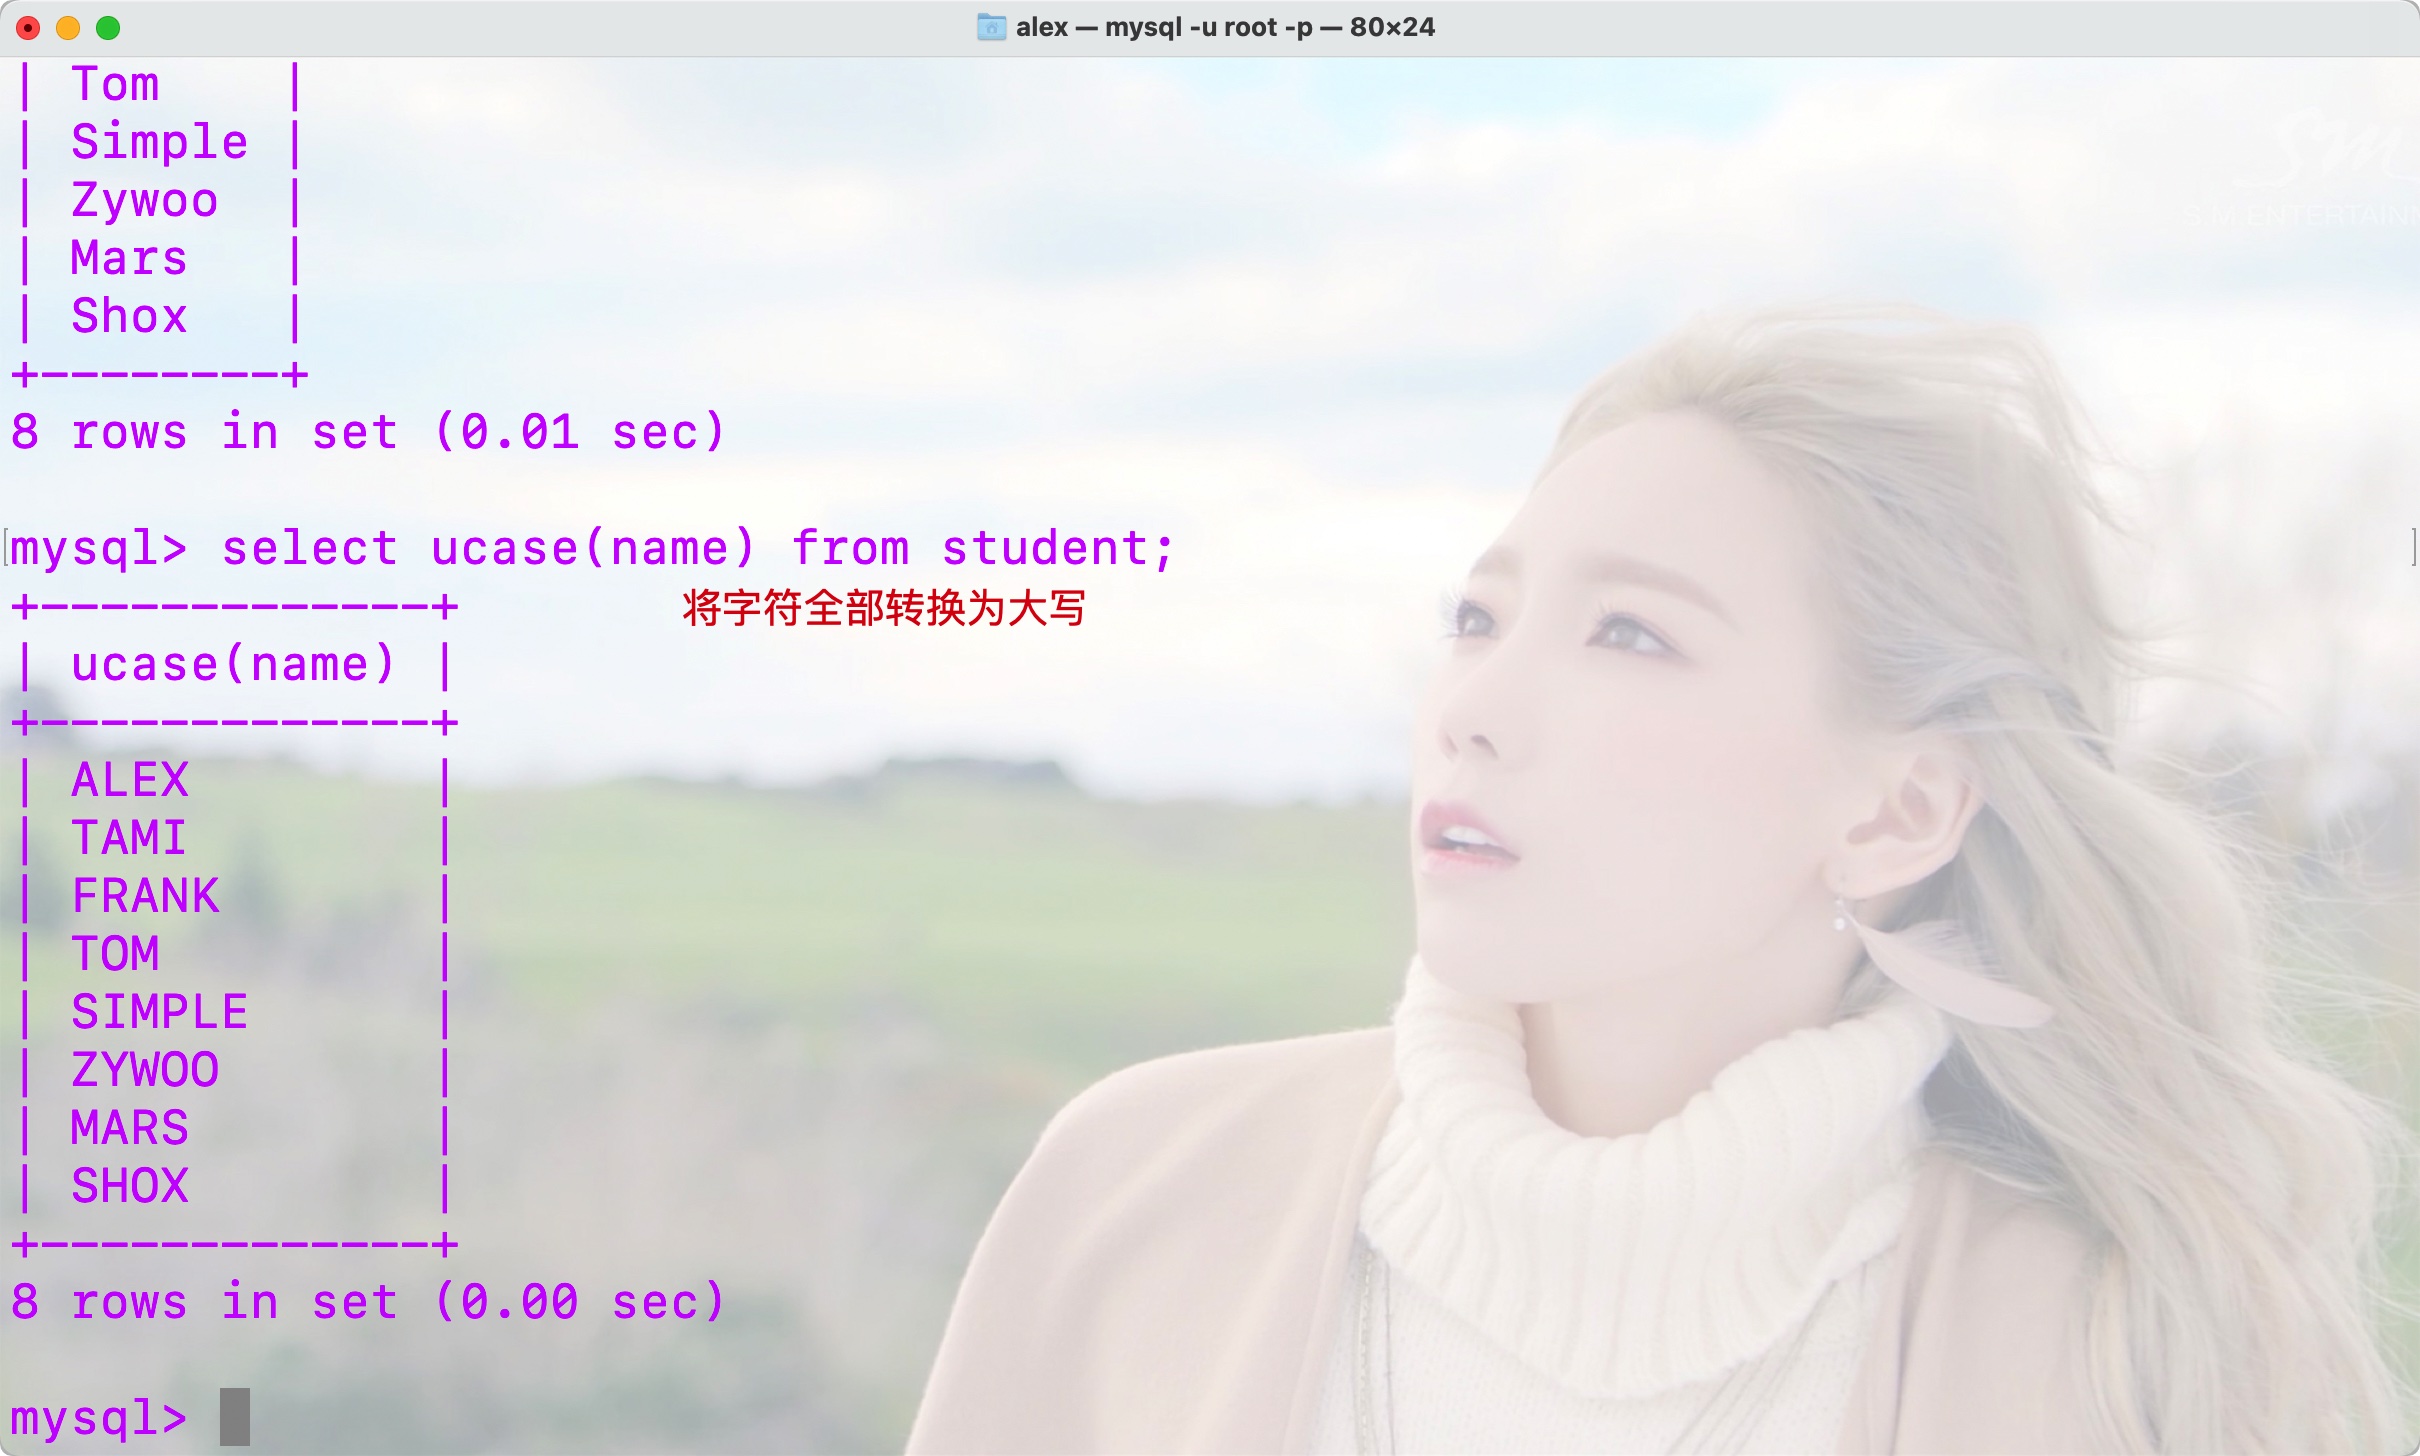 alex — mysql -u root -p — 80×24
| Tom    |
| Simple |
| Zywoo  |
| Mars   |
| Shox   |
+--------+
8 rows in set (0.01 sec)
mysql> select ucase(name) from student;
+-------------+
将字符全部转换为大写
| ucase(name) |
+-------------+
| ALEX        |
| TAMI        |
| FRANK       |
| TOM         |
| SIMPLE      |
| ZYWOO       |
| MARS        |
| SHOX        |
+-------------+
8 rows in set (0.00 sec)
mysql>
SM
S.M.ENTERTAINM